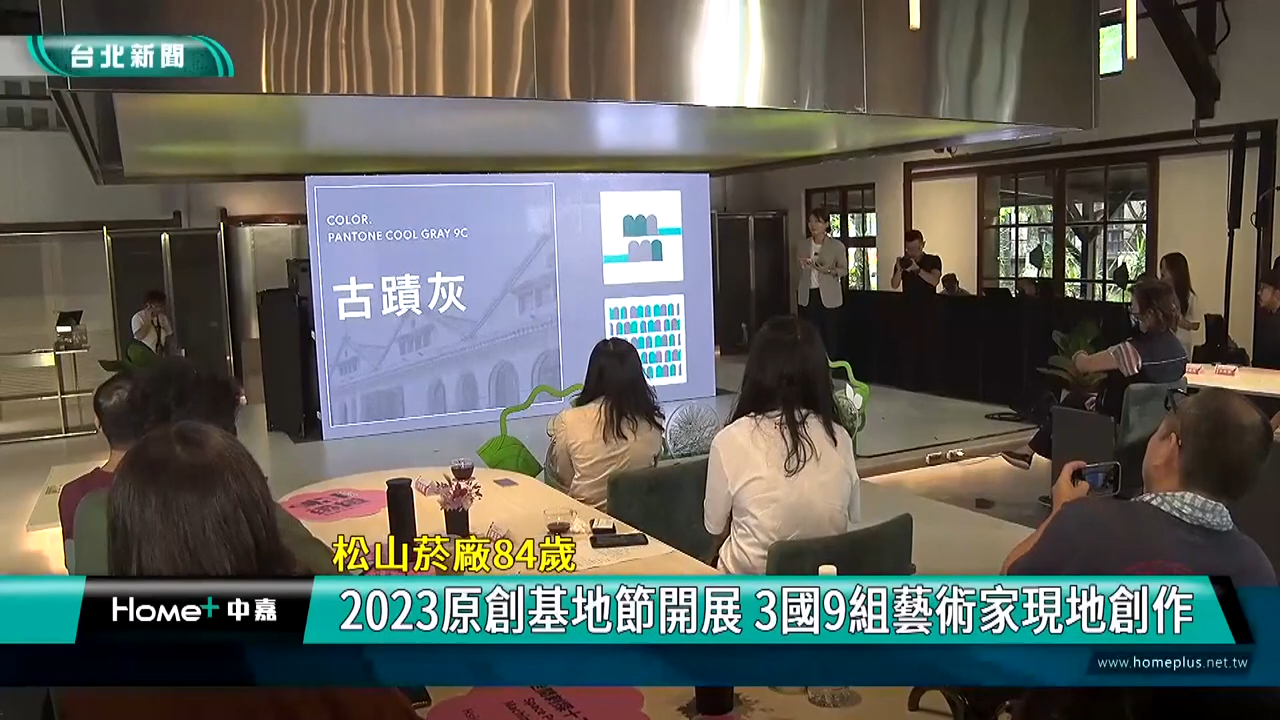 台北新聞
COLOR.
PANTONE COOL GRAY 9C
古蹟灰
松山菸廠84歲
Home+ 中嘉
2023原創基地節開展 3國9組藝術家現地創作
www.homeplus.net.tw